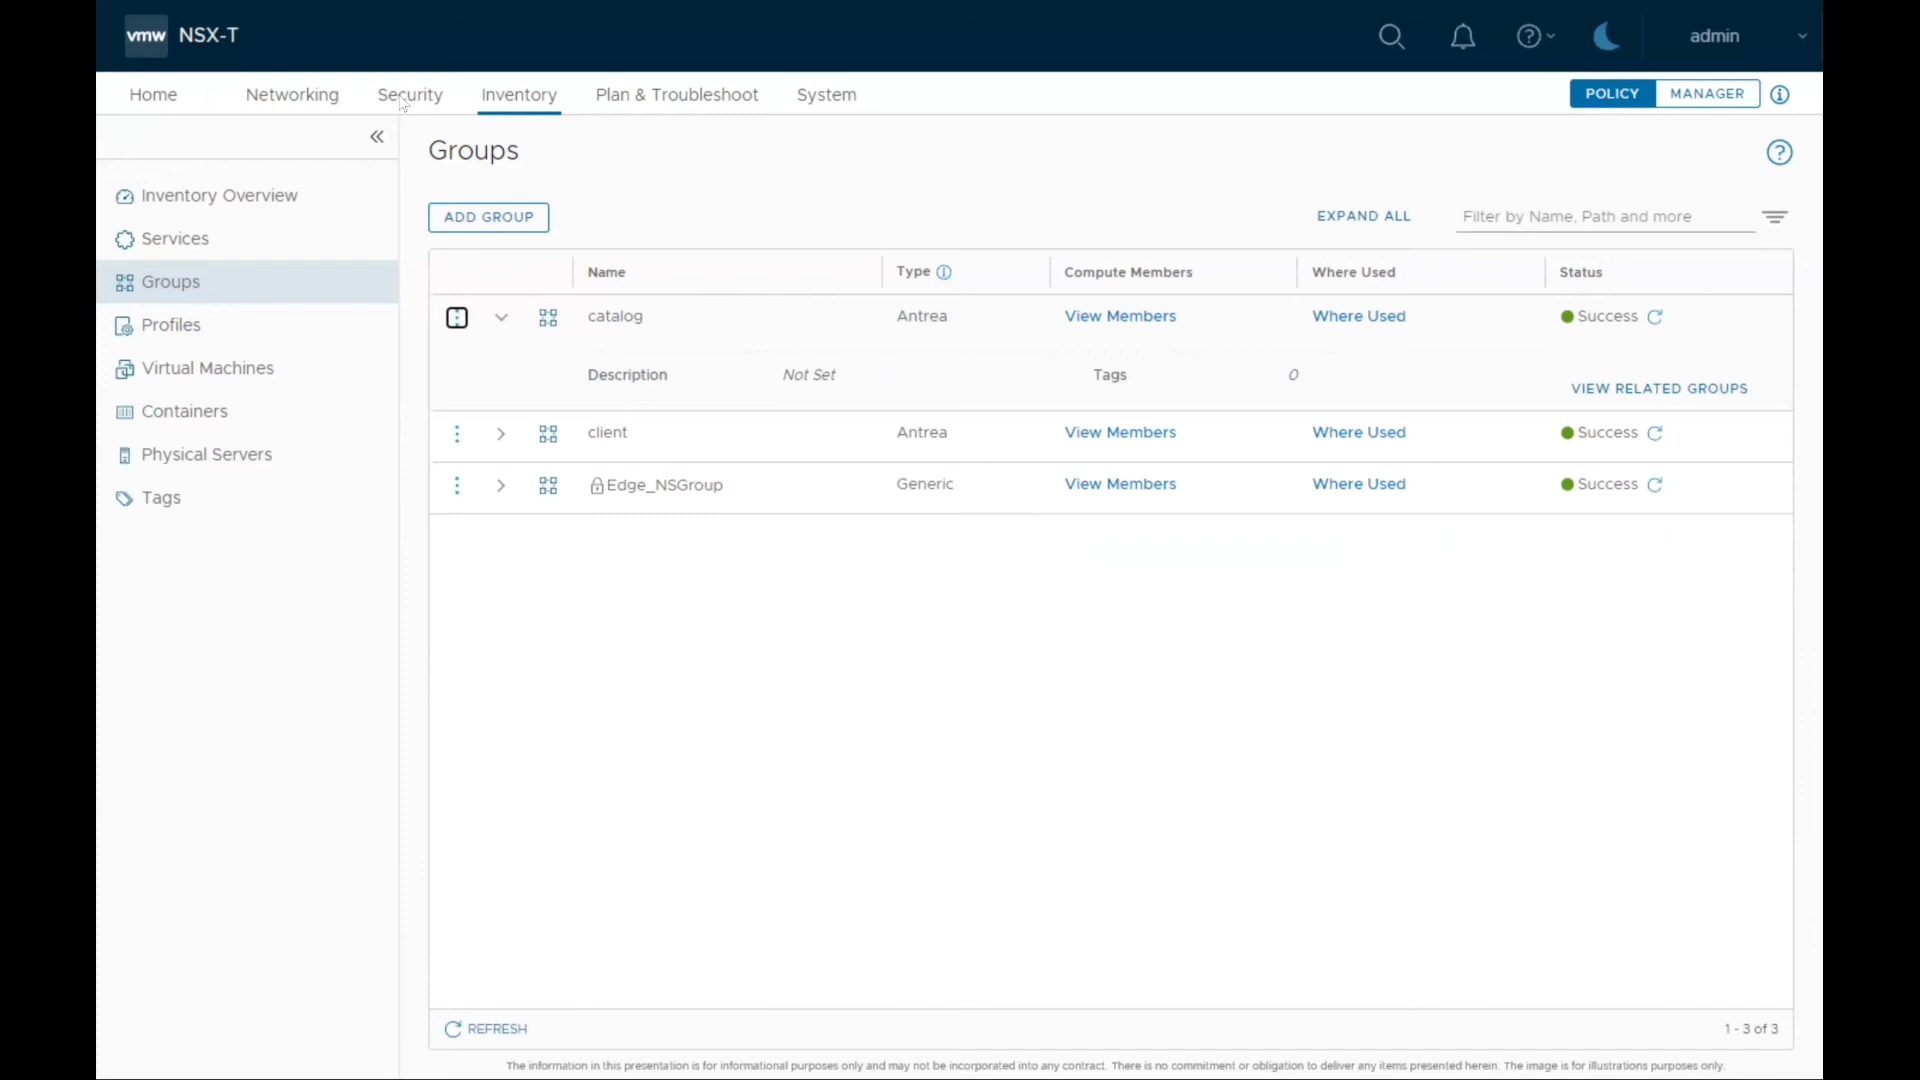 vmw NSX-T
admin
Home Networking Security Inventory Plan & Troubleshoot System
POLICY MANAGER
Groups
Inventory Overview
Services
Groups
Profiles
Virtual Machines
Containers
Physical Servers
Tags
ADD GROUP EXPAND ALL Filter by Name, Path and more
Name Type Compute Members Where Used Status
catalog Antrea View Members Where Used Success
Description Not Set Tags 0
VIEW RELATED GROUPS
client Antrea View Members Where Used Success
Edge_NSGroup Generic View Members Where Used Success
REFRESH 1 - 3 of 3
The information in this presentation is for informational purposes only and may not be incorporated into any contract. There is no commitment or obligation to deliver any items presented herein. The image is for illustrations purposes only.